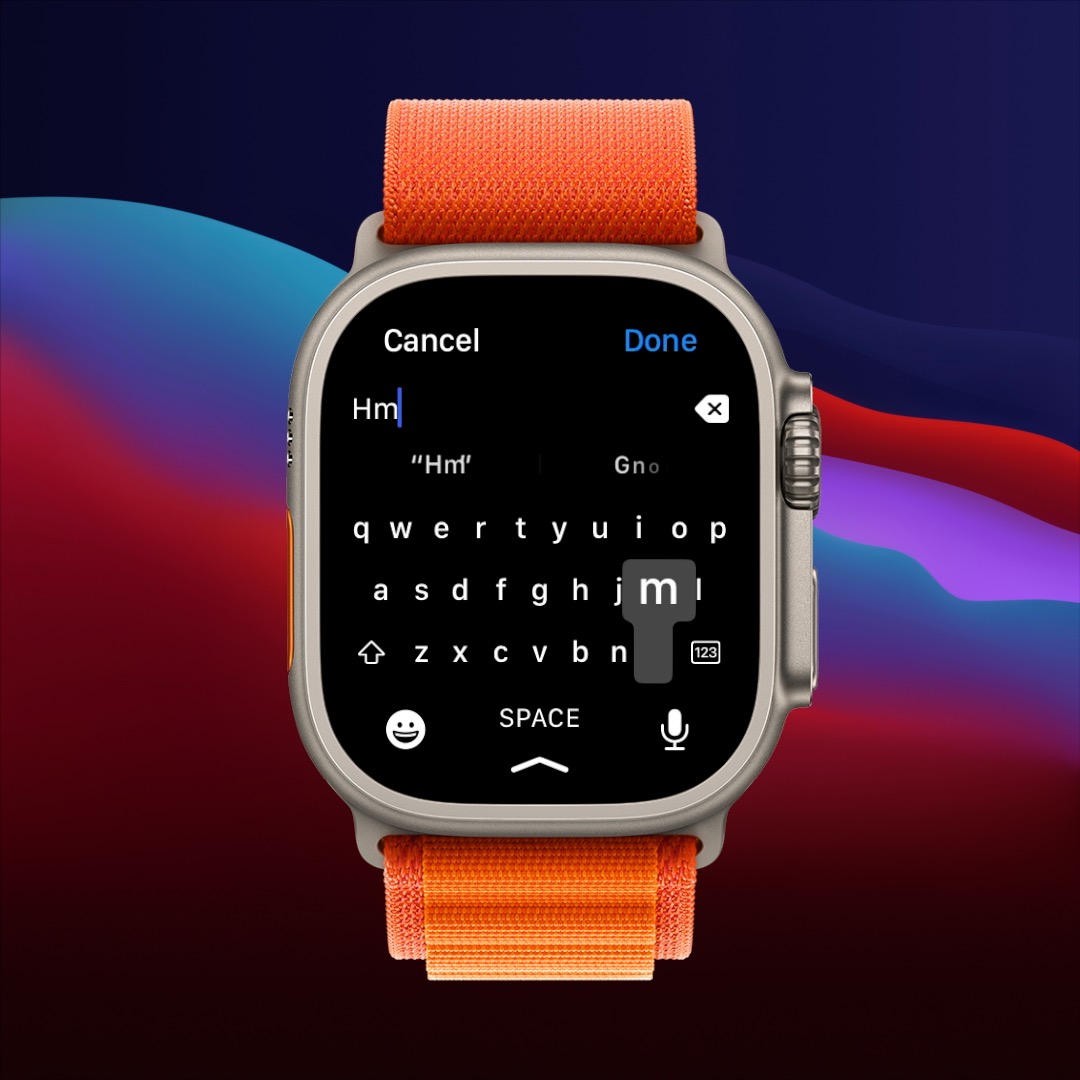 Cancel Done
Hm
“Hm” Gno
q w e r t y u i o p
a s d f g h j m l
z x c v b n 123
SPACE